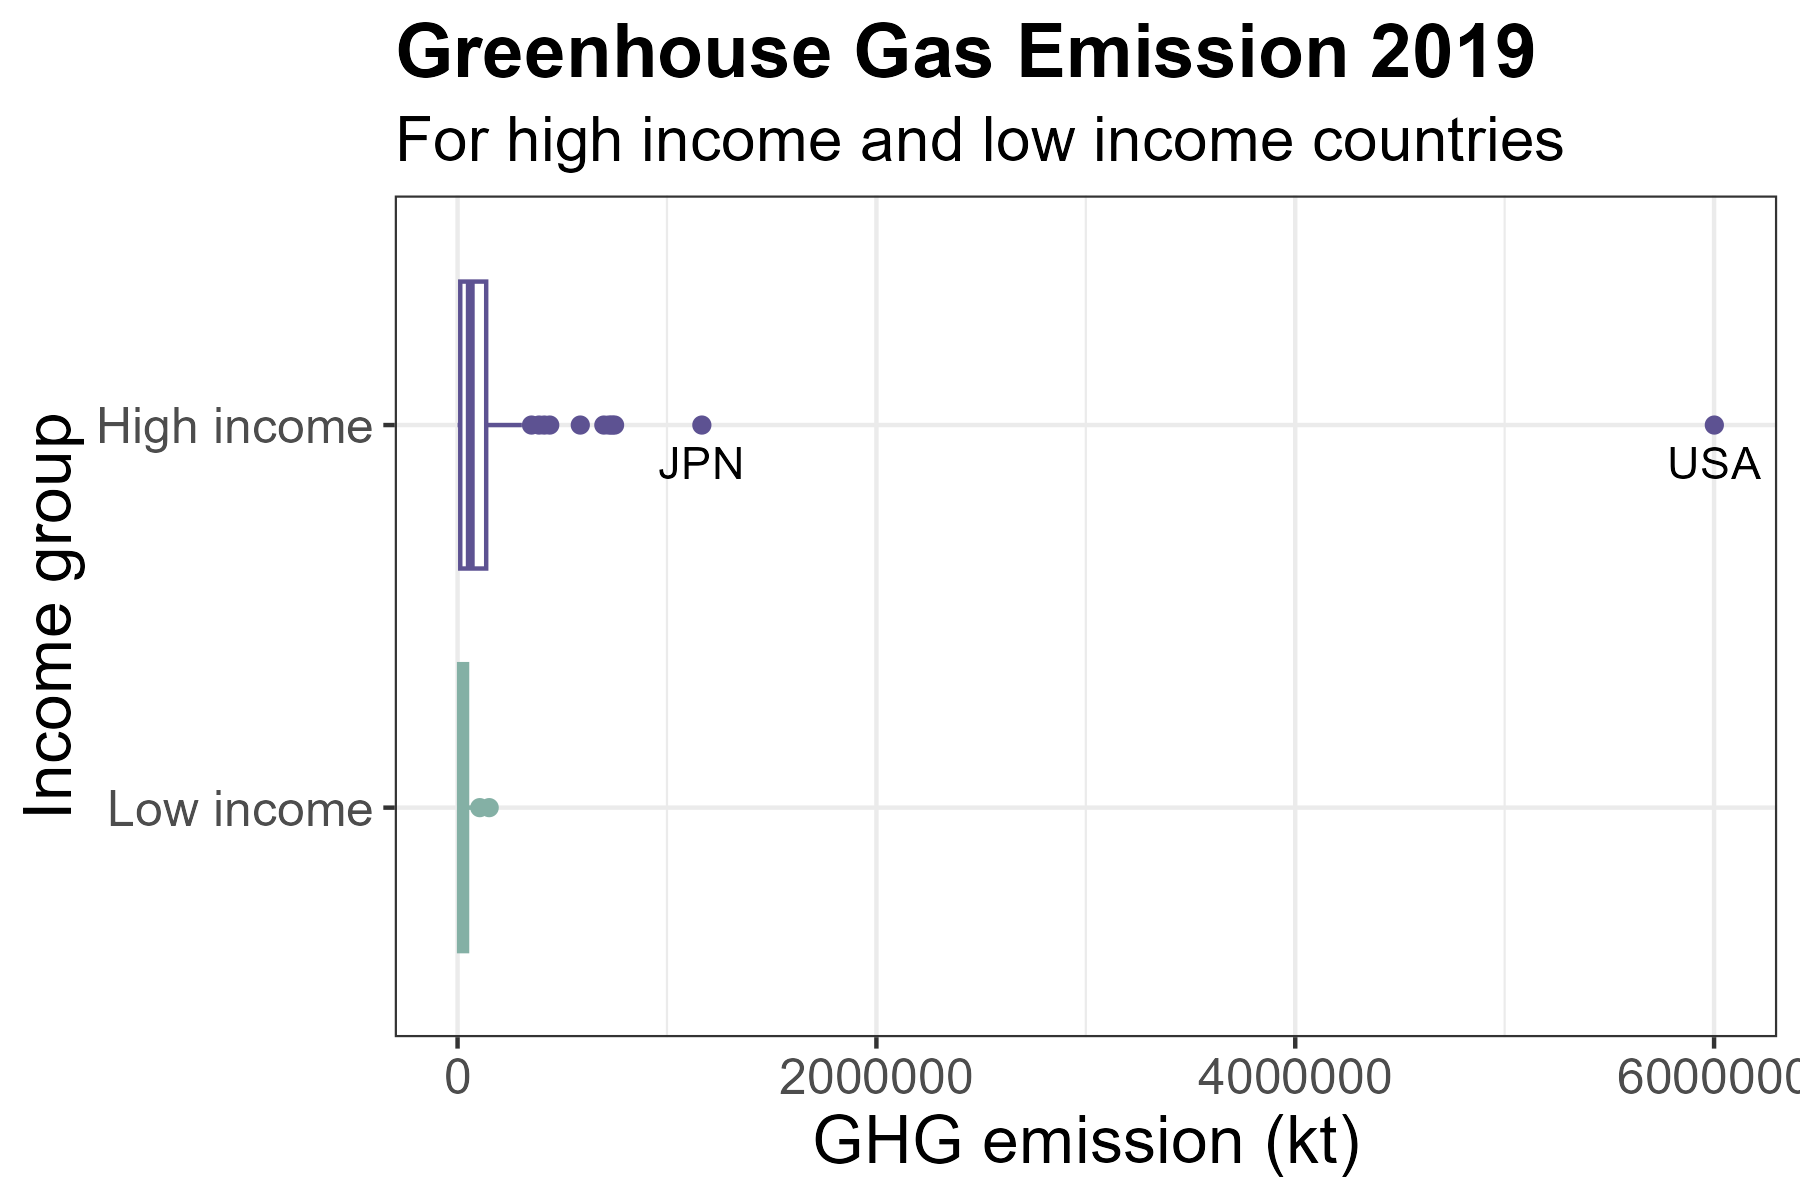 Greenhouse Gas Emission 2019
For high income and low income countries
Income group
High income
JPN
USA
Low income
0
2000000
4000000
6000000
GHG emission (kt)